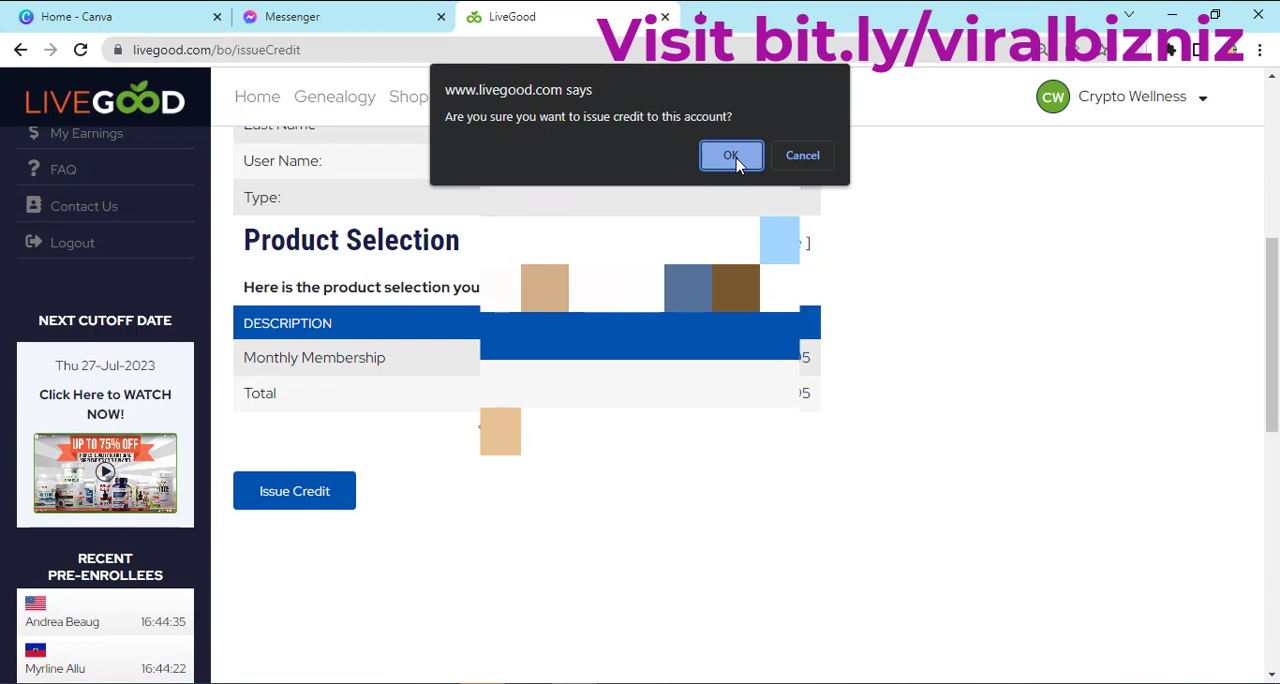 Home - Canva
Messenger
LiveGood
livegood.com/bo/issueCredit
Visit bit.ly/viralbizniz
www.livegood.com says
Are you sure you want to issue credit to this account?
OK
Cancel
LIVEGOOD
Home Genealogy Shop
CW Crypto Wellness
My Earnings
FAQ
Contact Us
Logout
Last Name
User Name:
Type:
Product Selection
]
Here is the product selection you
DESCRIPTION
Monthly Membership
Total
Issue Credit
NEXT CUTOFF DATE
Thu 27-Jul-2023
Click Here to WATCH
NOW!
UP TO 75% OFF
RECENT
PRE-ENROLLEES
Andrea Beaug 16:44:35
Myrline Allu 16:44:22